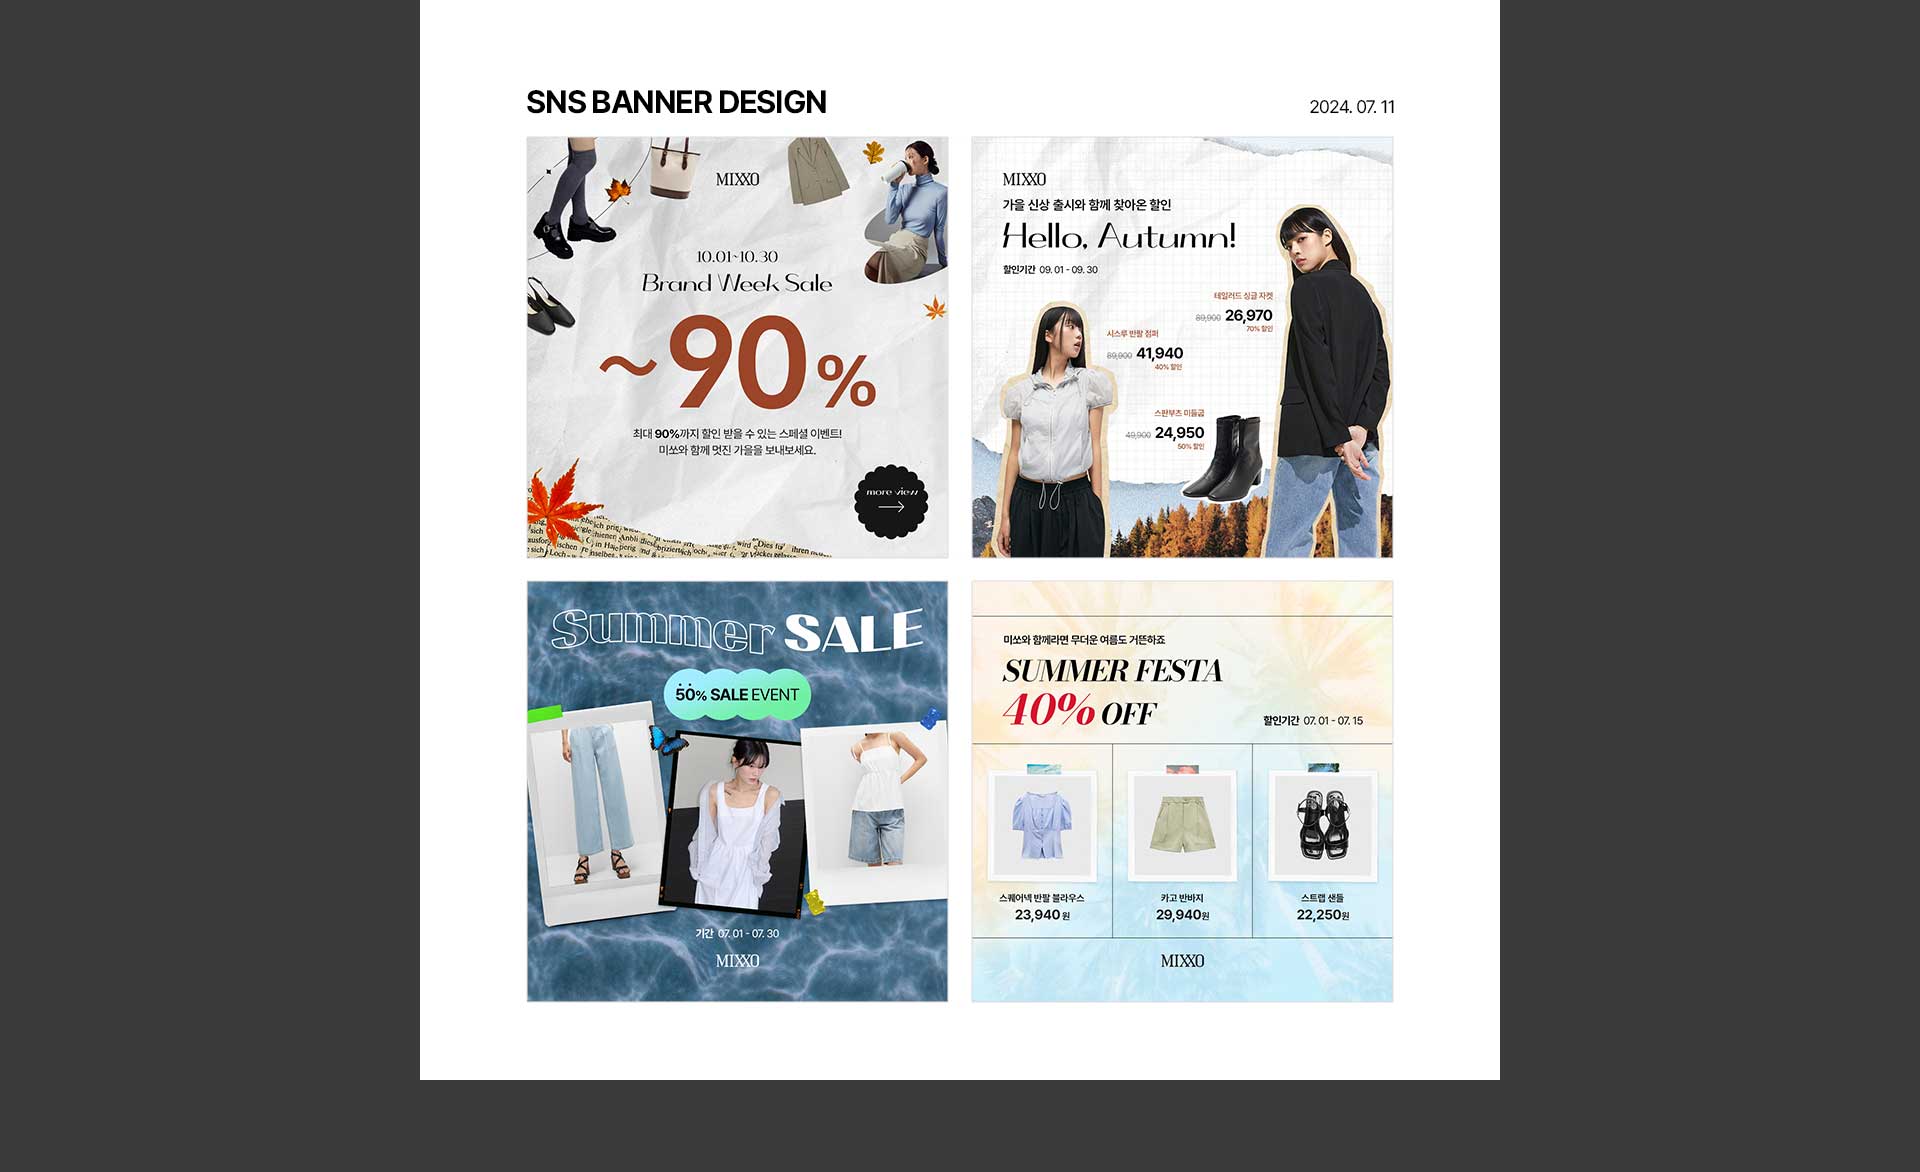 SNS BANNER DESIGN
2024. 07. 11
MIXXO
10.01~10.30
Brand Week Sale
~90%
최대 90%까지 할인 받을 수 있는 스페셜 이벤트!
미쏘와 함께 멋진 가을을 보내보세요.
more view
MIXXO
가을 신상 출시와 함께 찾아온 할인
Hello, Autumn!
할인기간 09. 01 - 09. 30
테일러드 싱글 자켓
89,900 26,970
70% 할인
시스루 반팔 점퍼
89,900 41,940
40% 할인
스판부츠 미들굽
49,900 24,950
50% 할인
Summer SALE
50% SALE EVENT
기간 07. 01 - 07. 30
MIXXO
미쏘와 함께라면 무더운 여름도 거뜬하죠
SUMMER FESTA
40% OFF
할인기간 07. 01 - 07. 15
스퀘어넥 반팔 블라우스
23,940 원
카고 반바지
29,940원
스트랩 샌들
22,250원
MIXXO